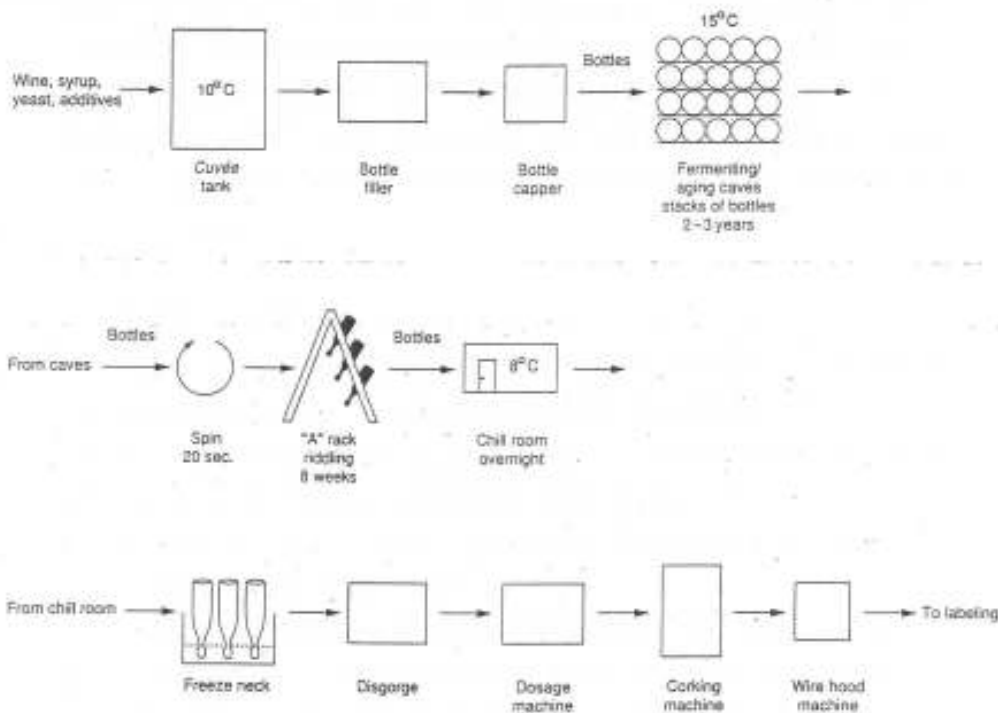 15°C
Bottles
Wine, syrup,
yeast, additives
10°C
Cuvée
tank
Bottle
filler
Bottle
capper
Fermenting/
aging caves
stacks of bottles
2–3 years
Bottles
Bottles
From caves
8°C
Spin
20 sec.
"A" rack
riddling
8 weeks
Chill room
overnight
From chill room
To labeling
Freeze neck
Disgorge
Dosage
machine
Corking
machine
Wire hood
machine